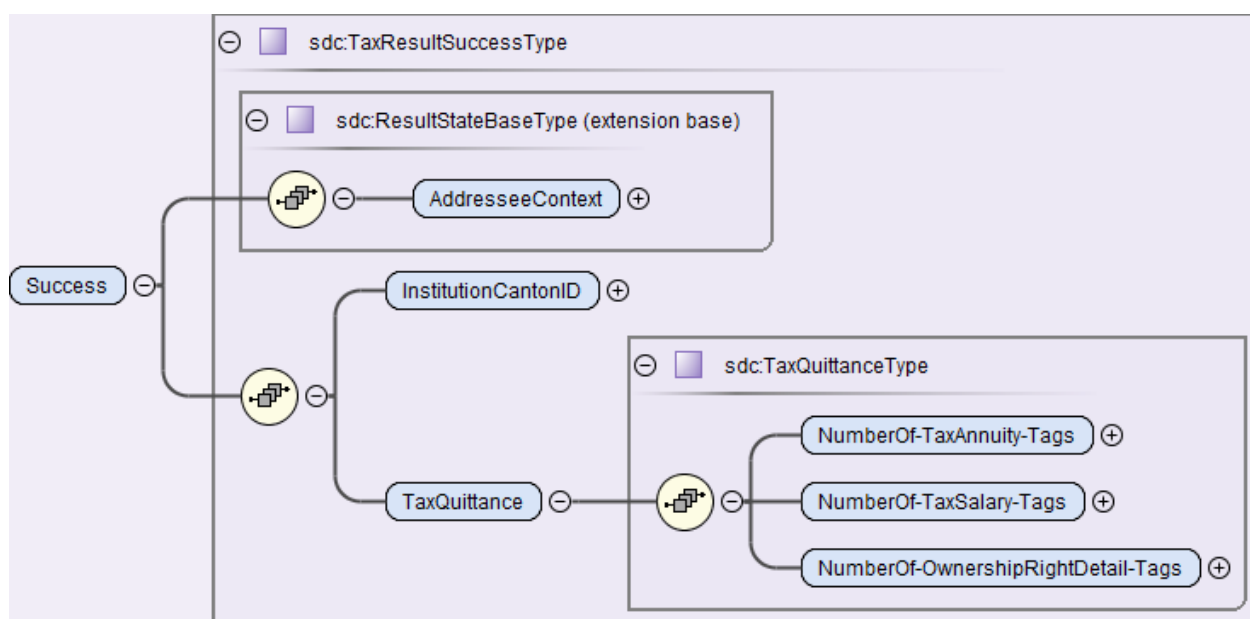 sdc:TaxResultSuccessType
sdc:ResultStateBaseType (extension base)
AddresseeContext
Success
InstitutionCantonID
sdc:TaxQuittanceType
NumberOf-TaxAnnuity-Tags
TaxQuittance
NumberOf-TaxSalary-Tags
NumberOf-OwnershipRightDetail-Tags